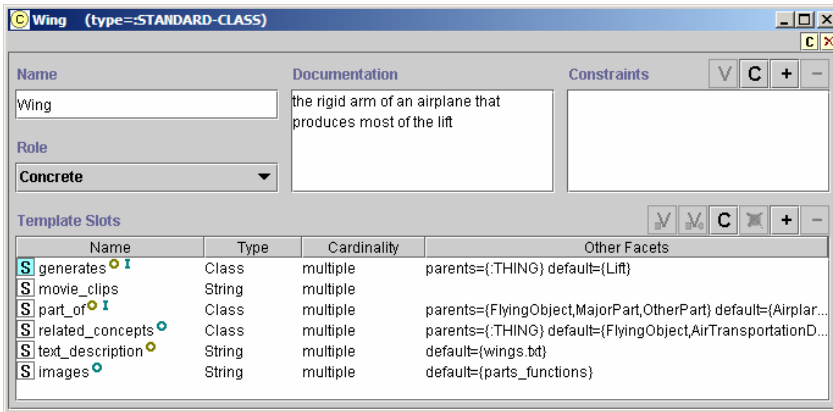 C Wing (type=:STANDARD-CLASS)
C
Name Documentation Constraints V C + −
Wing
the rigid arm of an airplane that
produces most of the lift
Role
Concrete
Template Slots V V C + −
Name Type Cardinality Other Facets
S generates I Class multiple parents={:THING} default={Lift}
S movie_clips String multiple
S part_of I Class multiple parents={FlyingObject,MajorPart,OtherPart} default={Airplar...
S related_concepts Class multiple parents={:THING} default={FlyingObject,AirTransportationD...
S text_description String multiple default={wings.txt}
S images String multiple default={parts_functions}